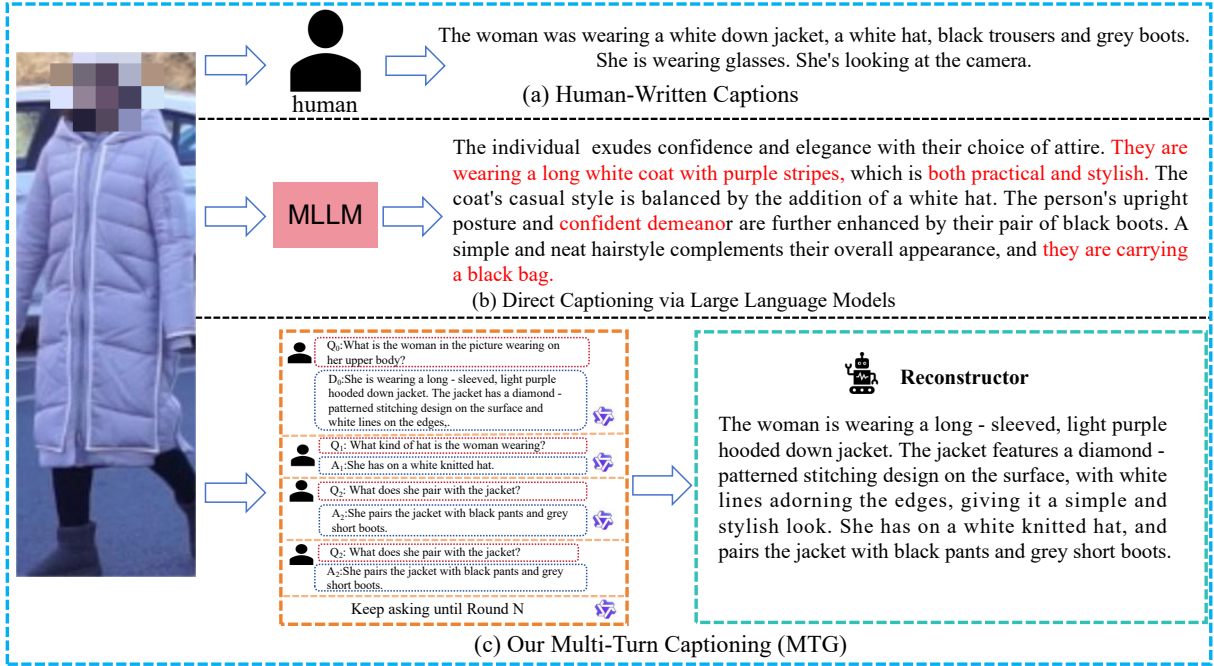 The woman was wearing a white down jacket, a white hat, black trousers and grey boots.
She is wearing glasses. She's looking at the camera.
human
(a) Human-Written Captions
The individual exudes confidence and elegance with their choice of attire. They are
wearing a long white coat with purple stripes, which is both practical and stylish. The
coat's casual style is balanced by the addition of a white hat. The person's upright
posture and confident demeanor are further enhanced by their pair of black boots. A
simple and neat hairstyle complements their overall appearance, and they are carrying
a black bag.
MLLM
(b) Direct Captioning via Large Language Models
Q0:What is the woman in the picture wearing on
her upper body?
D0:She is wearing a long - sleeved, light purple
hooded down jacket. The jacket has a diamond -
patterned stitching design on the surface and
white lines on the edges,.
Q1: What kind of hat is the woman wearing?
A1:She has on a white knitted hat.
Q2: What does she pair with the jacket?
A2:She pairs the jacket with black pants and grey
short boots.
Q2: What does she pair with the jacket?
A2:She pairs the jacket with black pants and grey
short boots.
Keep asking until Round N
Reconstructor
The woman is wearing a long - sleeved, light purple
hooded down jacket. The jacket features a diamond -
patterned stitching design on the surface, with white
lines adorning the edges, giving it a simple and
stylish look. She has on a white knitted hat, and
pairs the jacket with black pants and grey short boots.
(c) Our Multi-Turn Captioning (MTG)